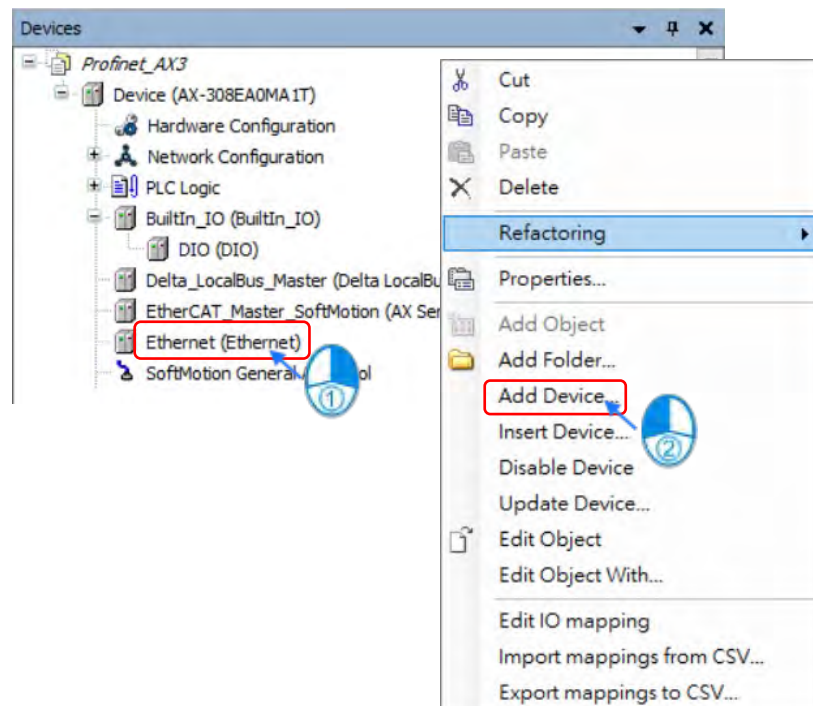 Devices
Profinet_AX3
Device (AX-308EA0MA1T)
Hardware Configuration
Network Configuration
PLC Logic
BuiltIn_IO (BuiltIn_IO)
DIO (DIO)
Delta_LocalBus_Master (Delta LocalBu
EtherCAT_Master_SoftMotion (AX Ser
Ethernet (Ethernet)
SoftMotion General ol
①
Cut
Copy
Paste
Delete
Refactoring
Properties...
Add Object
Add Folder...
Add Device...
Insert Device...
②
Disable Device
Update Device...
Edit Object
Edit Object With...
Edit IO mapping
Import mappings from CSV...
Export mappings to CSV...